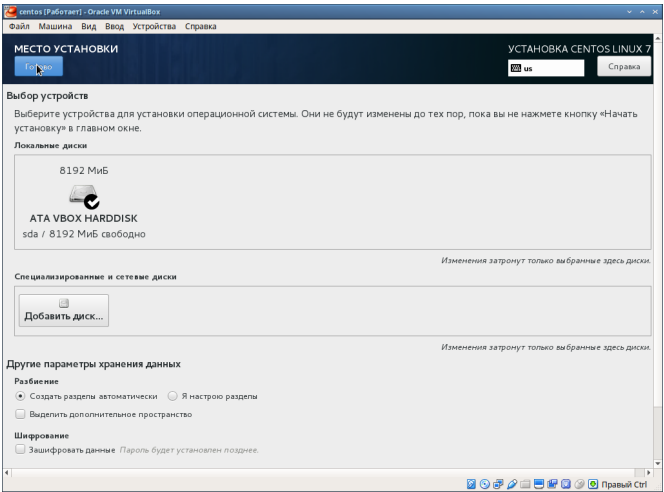 centos [Работает] - Oracle VM VirtualBox
Файл Машина Вид Ввод Устройства Справка
МЕСТО УСТАНОВКИ
УСТАНОВКА CENTOS LINUX 7
Готово
us
Справка
Выбор устройств
Выберите устройства для установки операционной системы. Они не будут изменены до тех пор, пока вы не нажмете кнопку «Начать
установку» в главном окне.
Локальные диски
8192 МиБ
ATA VBOX HARDDISK
sda / 8192 МиБ свободно
Изменения затронут только выбранные здесь диски.
Специализированные и сетевые диски
Добавить диск...
Изменения затронут только выбранные здесь диски.
Другие параметры хранения данных
Разбиение
Создать разделы автоматически Я настрою разделы
Выделить дополнительное пространство
Шифрование
Зашифровать данные Пароль будет установлен позднее.
Правый Ctrl